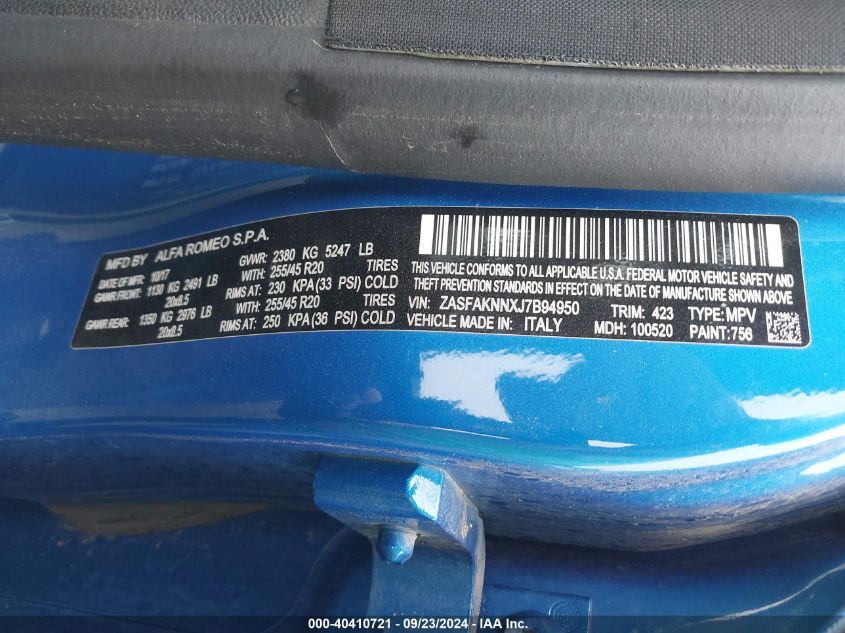 MFD BY ALFA ROMEO S.P.A.
DATE OF MFR. 10/17 GVWR: 2380 KG 5247 LB
GAWR FRONT: 1130 KG 2491 LB WITH: 255/45 R20 TIRES
20x8.5 RIMS AT: 230 KPA(33 PSI) COLD
GAWR REAR: 1350 KG 2976 LB WITH: 255/45 R20 TIRES
20x8.5 RIMS AT: 250 KPA(36 PSI) COLD
THIS VEHICLE CONFORMS TO ALL APPLICABLE U.S.A. FEDERAL MOTOR VEHICLE SAFETY AND
THEFT PREVENTION STANDARDS IN EFFECT ON THE DATE OF MANUFACTURE SHOWN ABOVE.
VIN: ZASFAKNNXJ7B94950 TRIM: 423 TYPE: MPV
VEHICLE MADE IN: ITALY MDH: 100520 PAINT: 756
000-40410721 - 09/23/2024 - IAA Inc.